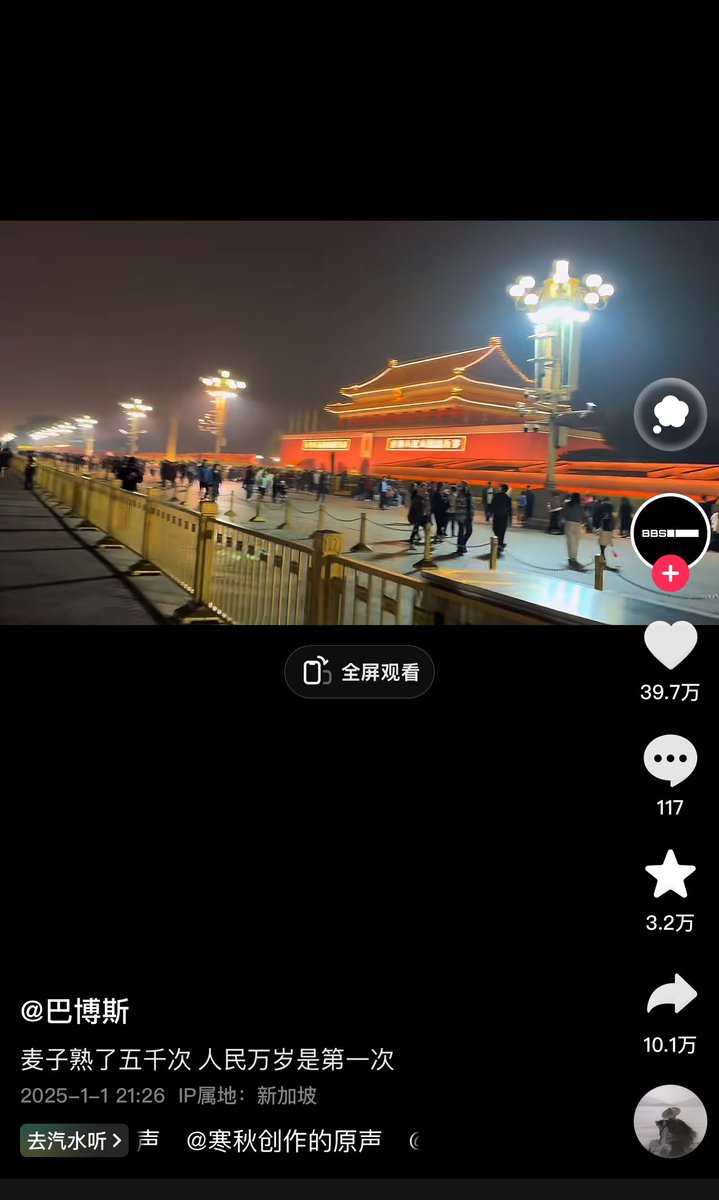 BBS
全屏观看
39.7万
117
3.2万
10.1万
@巴博斯
麦子熟了五千次 人民万岁是第一次
2025-1-1 21:26 IP属地：新加坡
去汽水听
声 @寒秋创作的原声